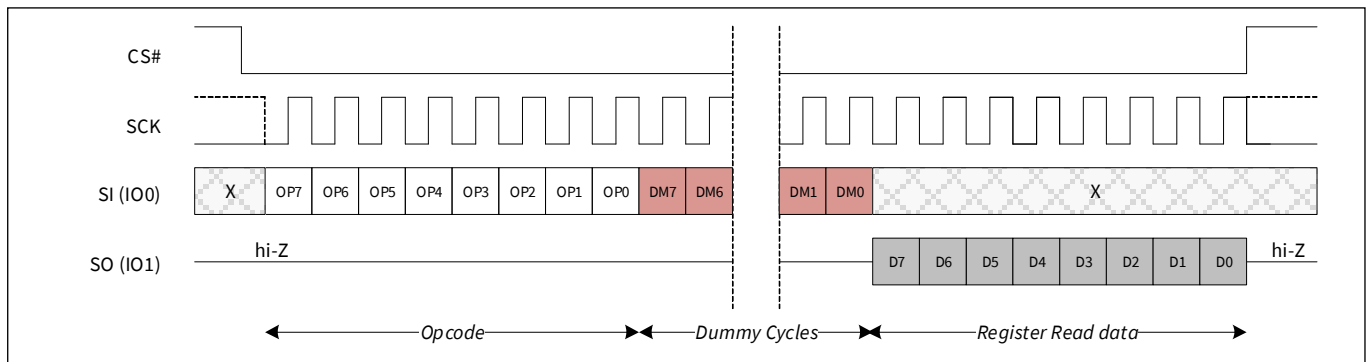 CS#
SCK
SI (IO0) X OP7 OP6 OP5 OP4 OP3 OP2 OP1 OP0 DM7 DM6 DM1 DM0 X
hi-Z hi-Z
SO (IO1) D7 D6 D5 D4 D3 D2 D1 D0
Opcode Dummy Cycles Register Read data